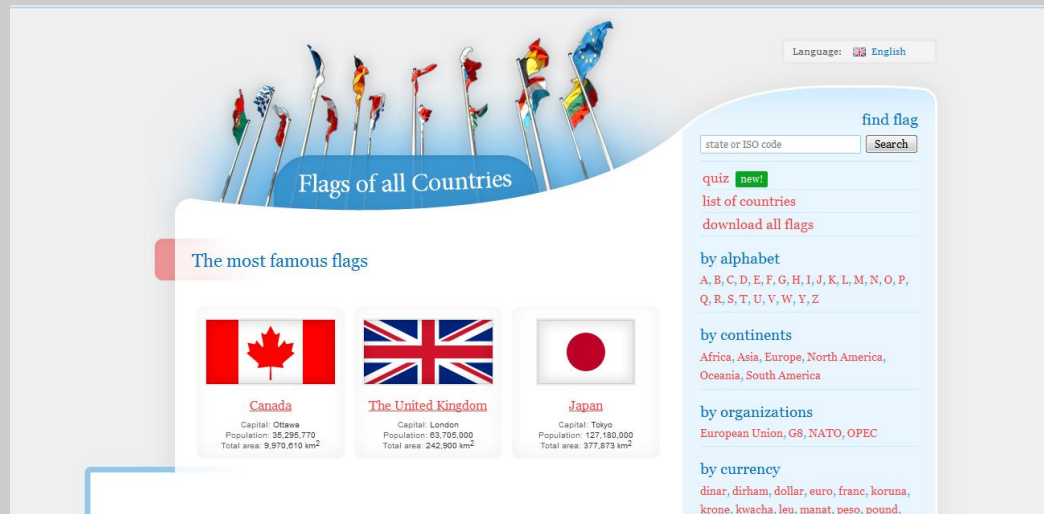 Language: English
Flags of all Countries
find flag
state or ISO code Search
quiz new!
list of countries
download all flags
The most famous flags
by alphabet
A, B, C, D, E, F, G, H, I, J, K, L, M, N, O, P,
Q, R, S, T, U, V, W, Y, Z
by continents
Africa, Asia, Europe, North America,
Oceania, South America
by organizations
European Union, G8, NATO, OPEC
by currency
dinar, dirham, dollar, euro, franc, koruna,
krone, kwacha, leu, manat, peso, pound,
Canada
Capital: Ottawa
Population: 35,295,770
Total area: 9,970,610 km2
The United Kingdom
Capital: London
Population: 63,705,000
Total area: 242,900 km2
Japan
Capital: Tokyo
Population: 127,180,000
Total area: 377,873 km2